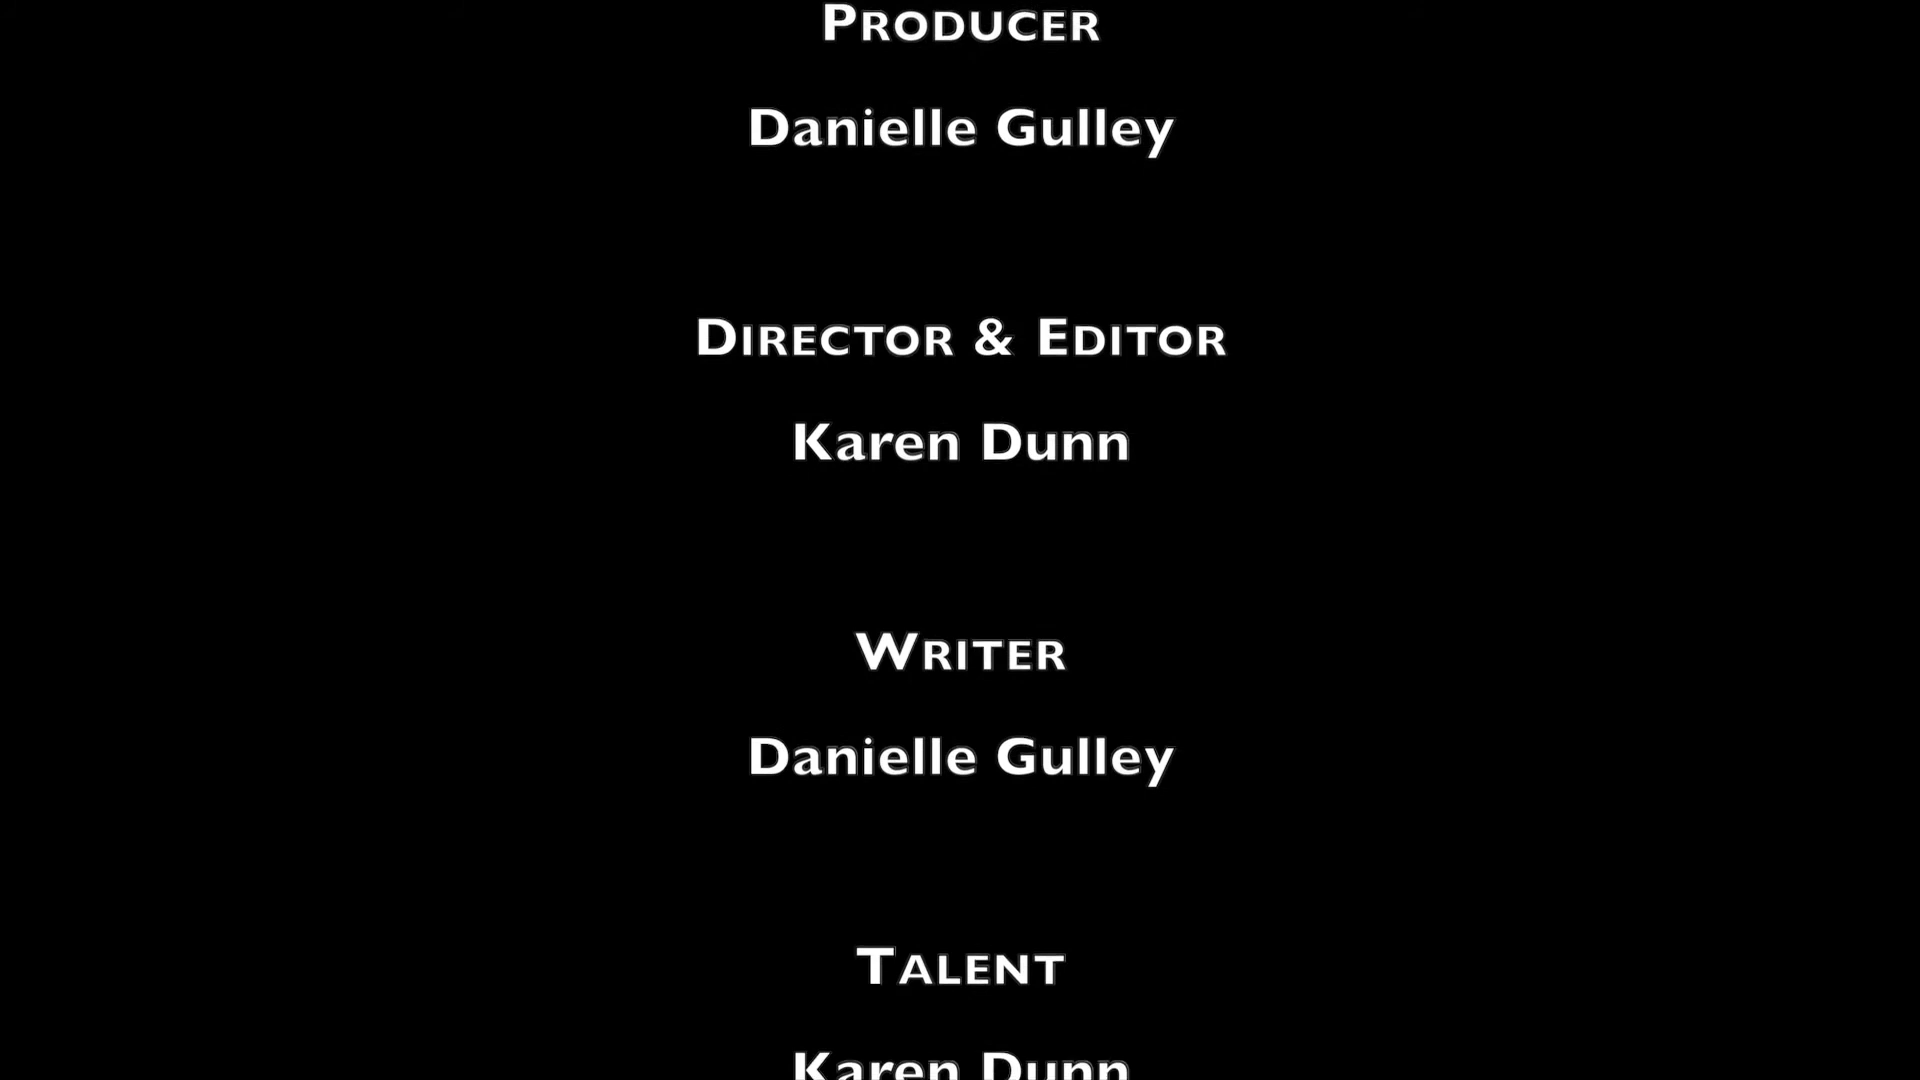 PRODUCER
Danielle Gulley
DIRECTOR & EDITOR
Karen Dunn
WRITER
Danielle Gulley
TALENT
Karen Dunn